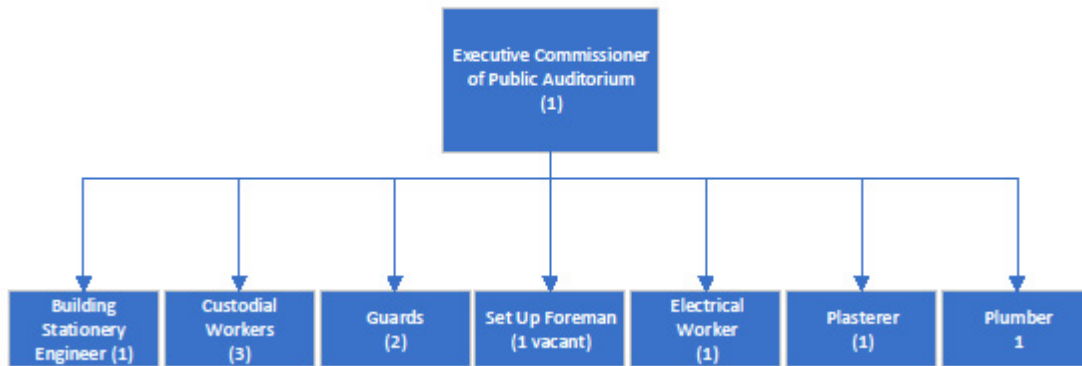 Executive Commissioner
of Public Auditorium
(1)
Building
Stationery
Engineer (1)
Custodial
Workers
(3)
Guards
(2)
Set Up Foreman
(1 vacant)
Electrical
Worker
(1)
Plasterer
(1)
Plumber
1